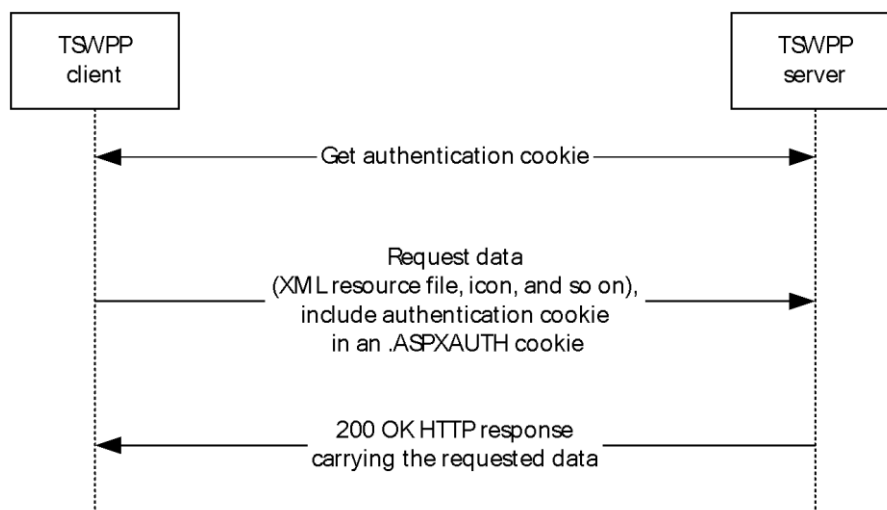 TSWPP
client
TSWPP
server
Get authentication cookie
Request data
(XML resource file, icon, and so on),
include authentication cookie
in an .ASPXAUTH cookie
200 OK HTTP response
carrying the requested data